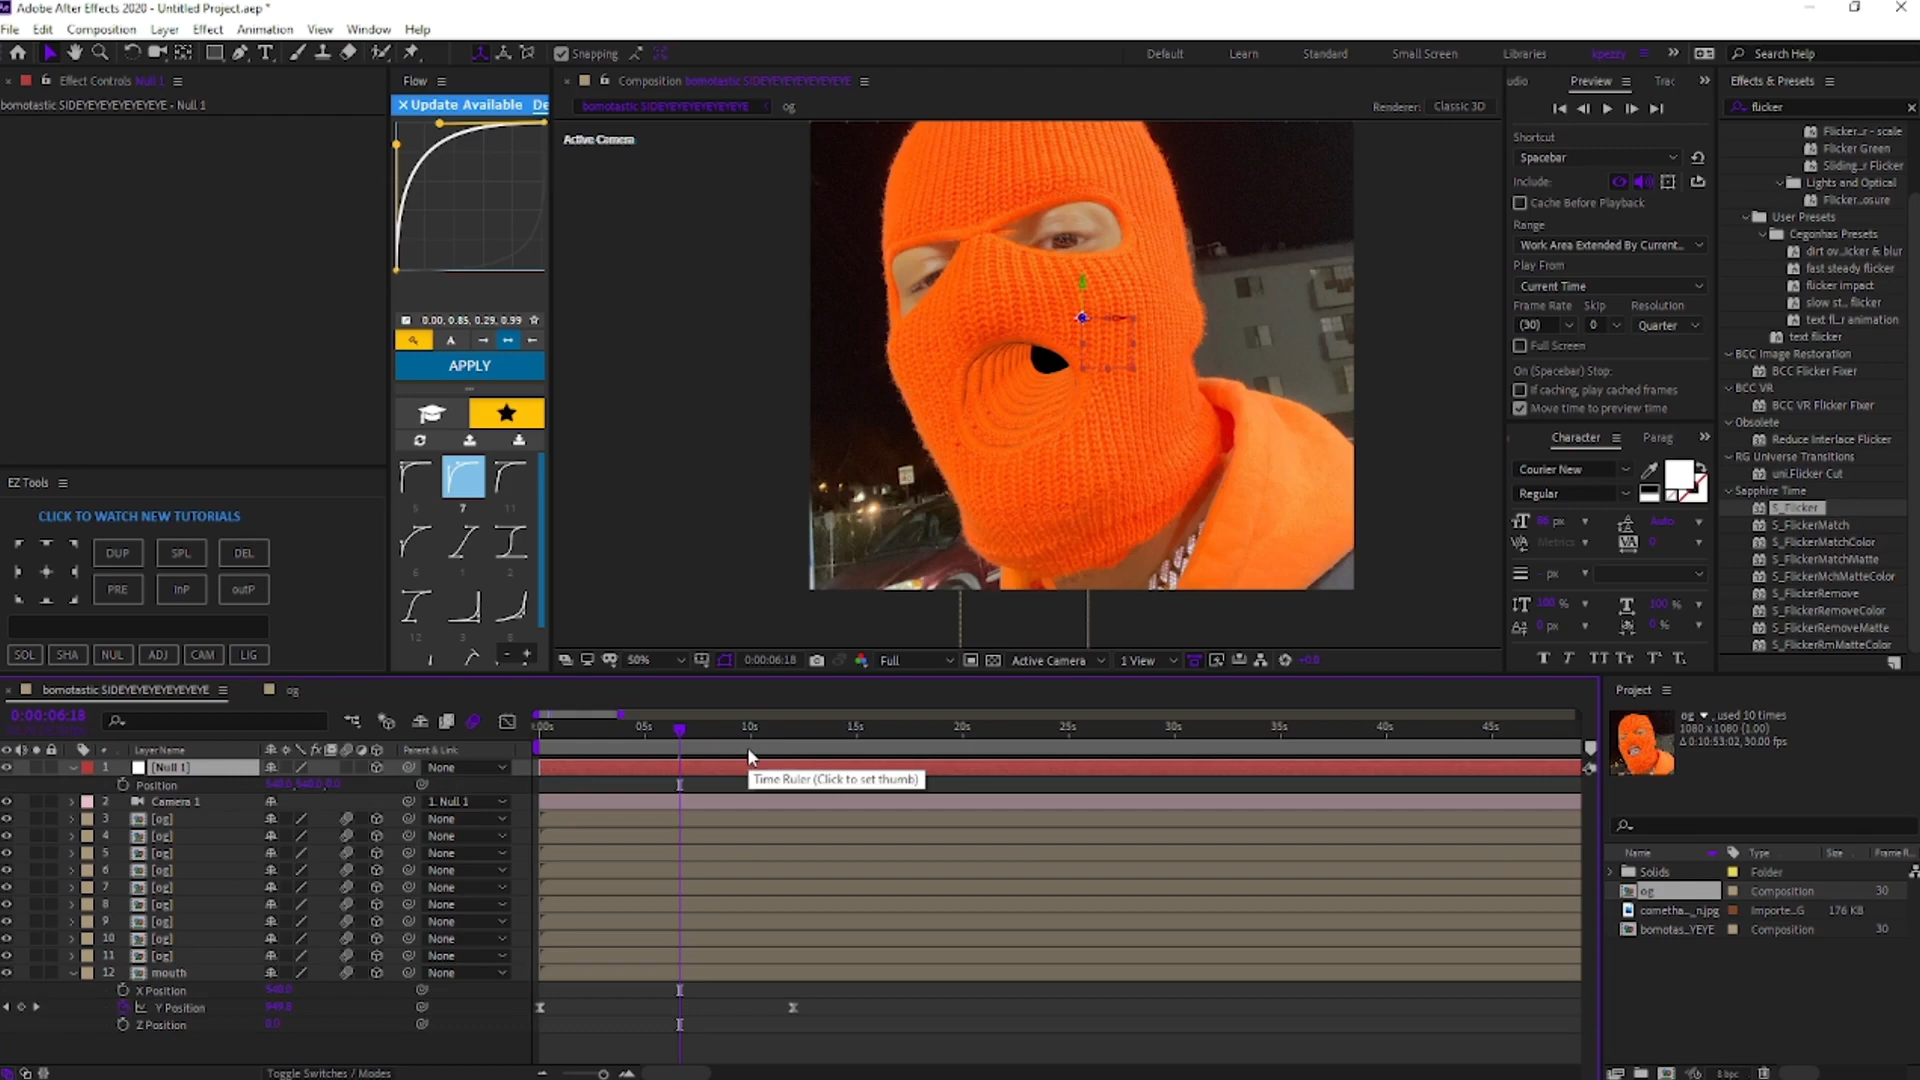 Adobe After Effects 2020 - Untitled Project.aep *
File Edit Composition Layer Effect Animation View Window Help
Snapping
Default Learn Standard Small Screen Libraries kpezzy Search Help
Effect Controls Null 1
bomotastic SIDEYEYEYEYEYEYEYE - Null 1
Flow
X Update Available De
0.00, 0.85, 0.29, 0.99
APPLY
5 7 11
6 1 2
12 3 8
EZ Tools
CLICK TO WATCH NEW TUTORIALS
DUP SPL DEL
PRE InP outP
SOL SHA NUL ADJ CAM LIG
Composition bomotastic SIDEYEYEYEYEYEYEYE
bomotastic SIDEYEYEYEYEYEYEYE og
Renderer: Classic 3D
Active Camera
50% 0:00:06:18 Full Active Camera 1 View +0.0
udio Preview Trac
Shortcut
Spacebar
Include:
Cache Before Playback
Range
Work Area Extended By Current...
Play From
Current Time
Frame Rate Skip Resolution
(30) 0 Quarter
Full Screen
On (Spacebar) Stop:
If caching, play cached frames
Move time to preview time
Character Parag
Courier New
Regular
px Auto
Metrics 0
- px
100 % 100 %
0 px 0 %
Effects & Presets
flicker
Flicker...r - scale
Flicker Green
Sliding...r Flicker
Lights and Optical
Flicker...osure
User Presets
Cegonhas Presets
dirt ov...icker & blur
fast steady flicker
flicker impact
slow st... flicker
text fl...r animation
text flicker
BCC Image Restoration
BCC Flicker Fixer
BCC VR
BCC VR Flicker Fixer
Obsolete
Reduce Interlace Flicker
RG Universe Transitions
uni.Flicker Cut
Sapphire Time
S_Flicker
S_FlickerMatch
S_FlickerMatchColor
S_FlickerMatchMatte
S_FlickerMchMatteColor
S_FlickerRemove
S_FlickerRemoveColor
S_FlickerRemoveMatte
S_FlickerRmMatteColor
bomotastic SIDEYEYEYEYEYEYEYE og
0:00:06:18
:00s 05s 10s 15s 20s 25s 30s 35s 40s 45s
# Layer Name Parent & Link
1 [Null 1] None
Position 540.0,540.0,0.0
2 Camera 1 1. Null 1
3 [og] None
4 [og] None
5 [og] None
6 [og] None
7 [og] None
8 [og] None
9 [og] None
10 [og] None
11 [og] None
12 mouth None
X Position 540.0
Y Position
Z Position 0.0
Toggle Switches / Modes
Time Ruler (Click to set thumb)
Project
og , used 10 times
1080 x 1080 (1.00)
Δ 0:10:53:02, 30.00 fps
Name Type Size Frame R...
Solids Folder
og Composition 30
cometha..._n.jpg Importe...G 176 KB
bomotas_YEYE Composition 30
8 bpc